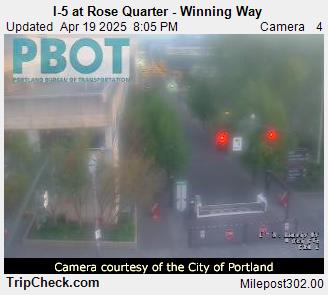 I-5 at Rose Quarter - Winning Way
Updated Apr 19 2025 8:05 PM Camera 4
PBOT
PORTLAND BUREAU OF TRANSPORTATION
Camera courtesy of the City of Portland
TripCheck.com Milepost302.00